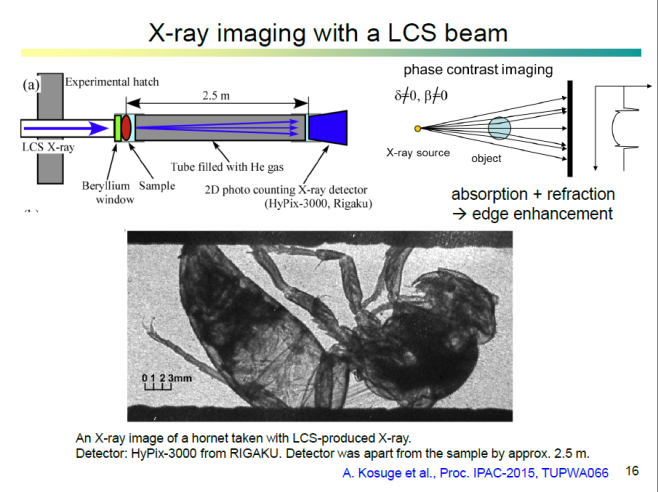 X-ray imaging with a LCS beam
(a)
Experimental hatch
2.5 m
LCS X-ray
Tube filled with He gas
Beryllium
window
Sample
2D photo counting X-ray detector
(HyPix-3000, Rigaku)
phase contrast imaging
δ≠0, β≠0
X-ray source
object
absorption + refraction
→ edge enhancement
0 1 2 3mm
An X-ray image of a hornet taken with LCS-produced X-ray.
Detector: HyPix-3000 from RIGAKU. Detector was apart from the sample by approx. 2.5 m.
A. Kosuge et al., Proc. IPAC-2015, TUPWA066
16